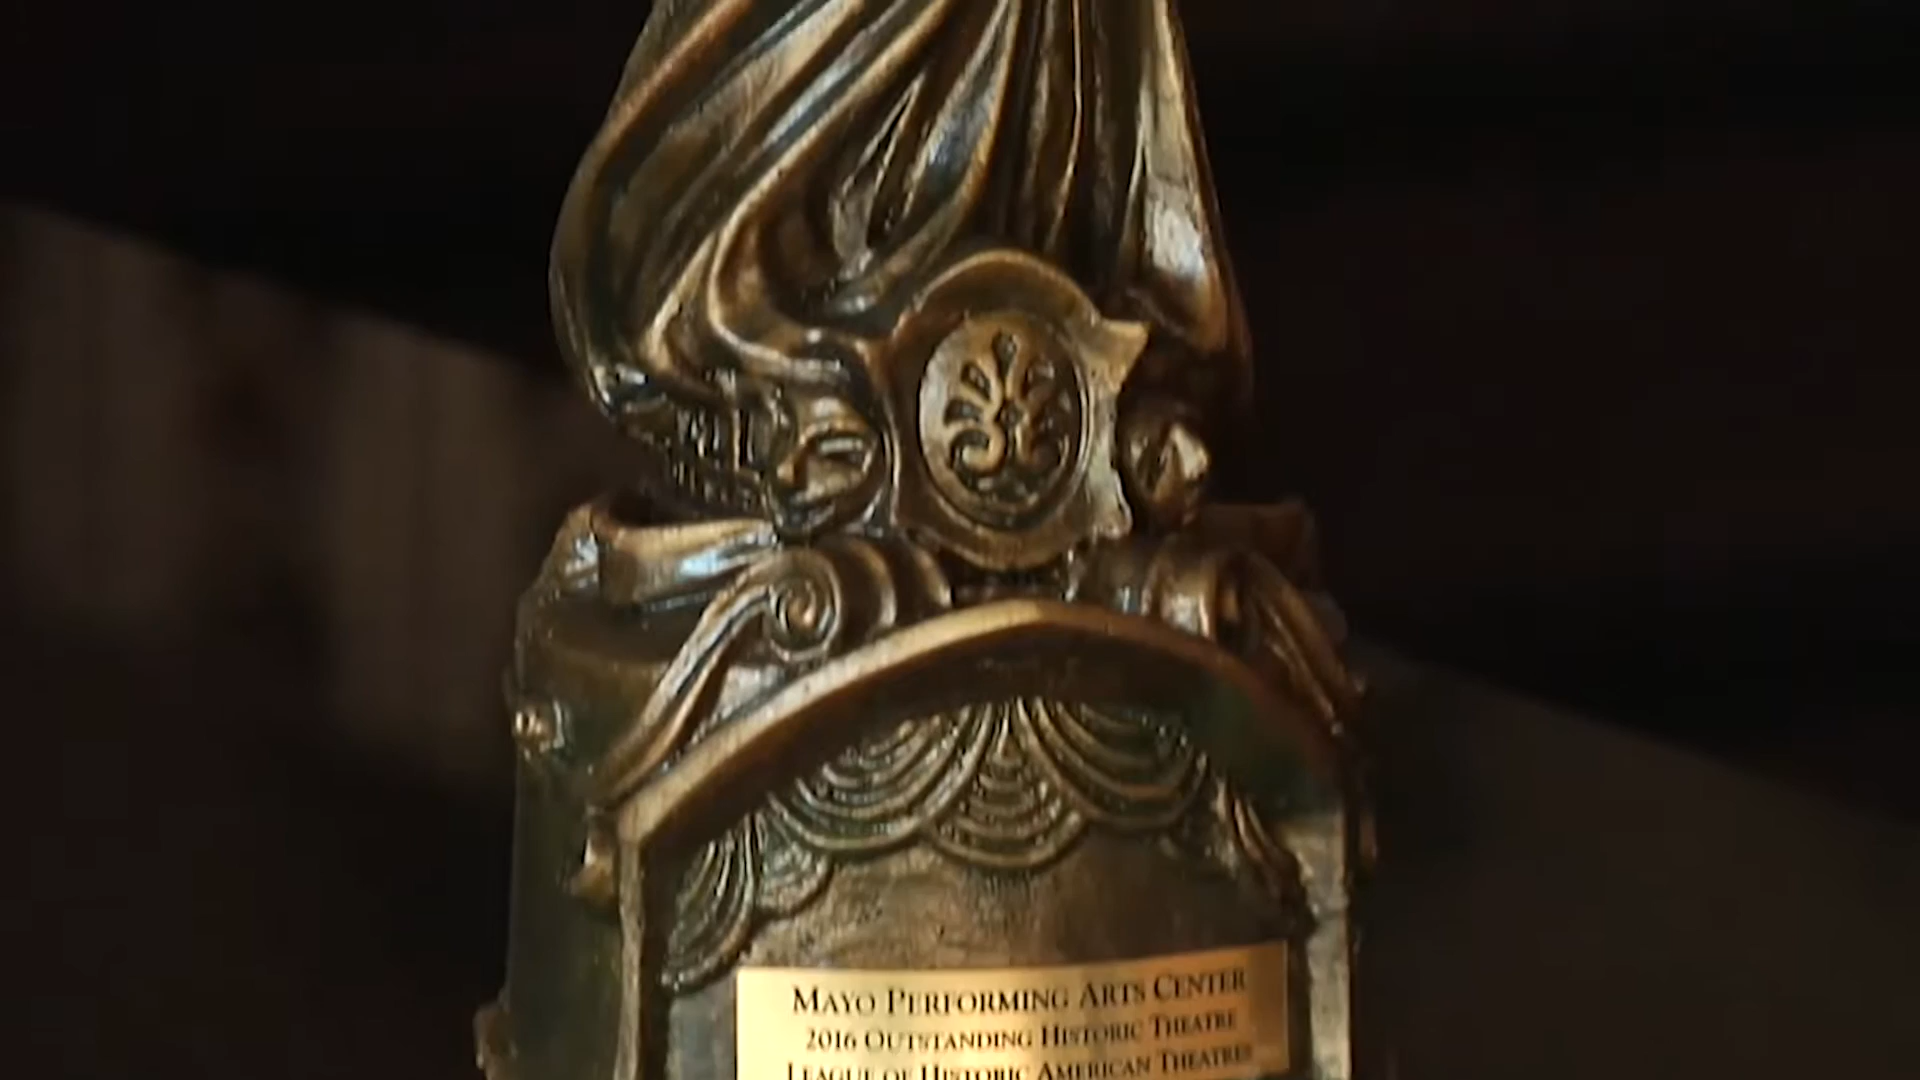 MAYO PERFORMING ARTS CENTER
2016 OUTSTANDING HISTORIC THEATRE
LEAGUE OF HISTORIC AMERICAN THEATRES